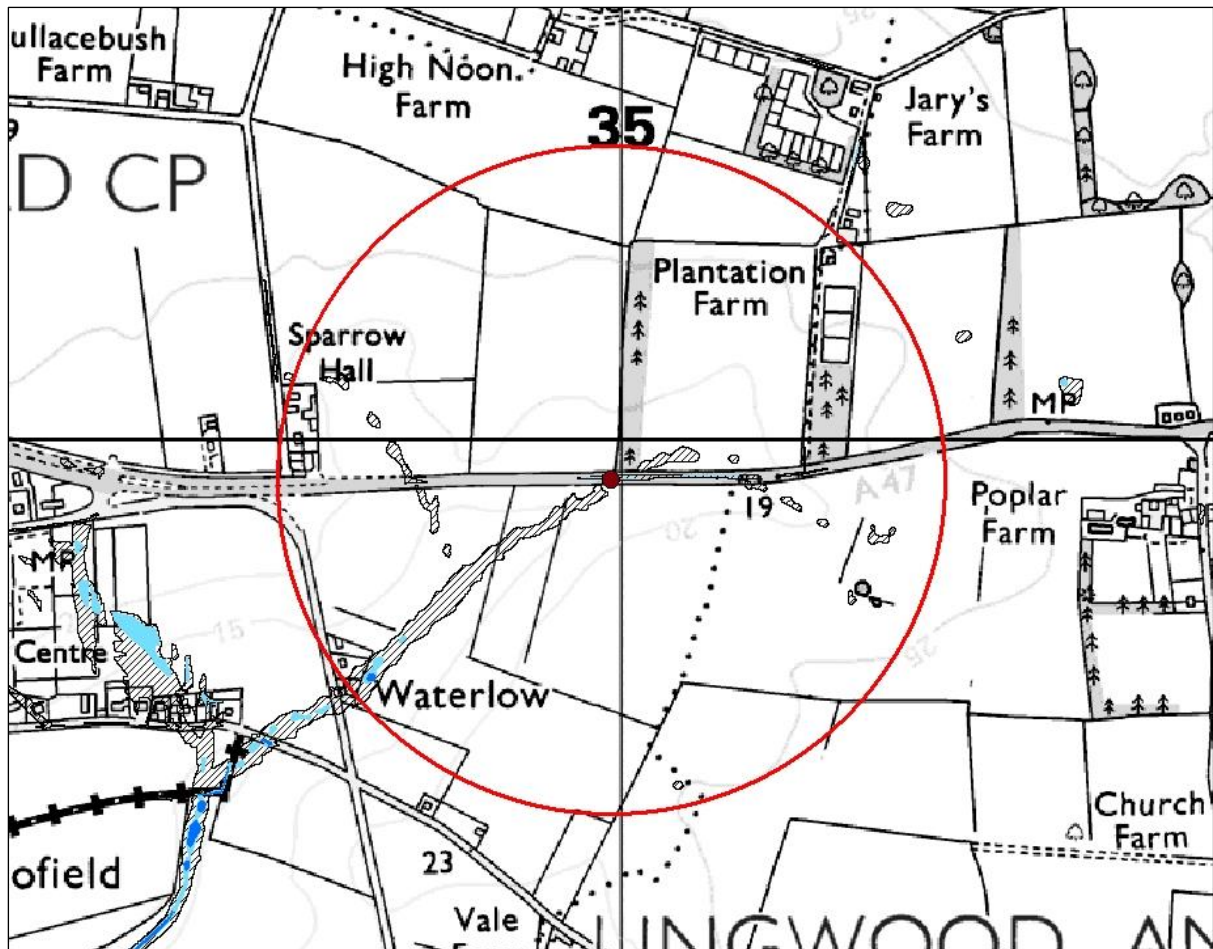 ullacebush
Farm
High Noon
Farm
35
Jary's
Farm
D CP
Plantation
Farm
Sparrow
Hall
MP
A 47
19
Poplar
Farm
20
MP
15
Centre
25
Waterlow
Church
Farm
23
ofield
Vale
LINGWOOD AN